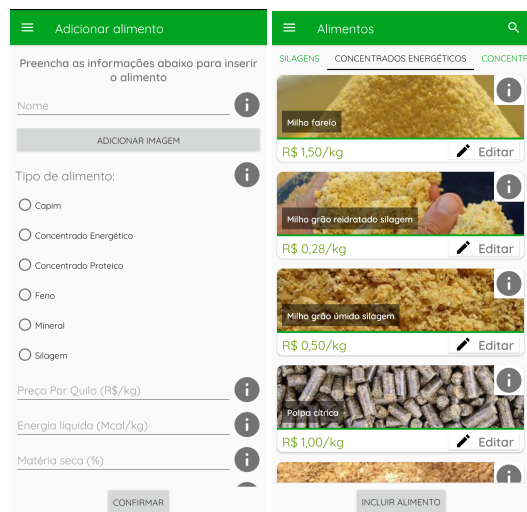 Adicionar alimento
Preencha as informações abaixo para inserir
o alimento
Nome
ADICIONAR IMAGEM
Tipo de alimento:
Capim
Concentrado Energético
Concentrado Proteico
Feno
Mineral
Silagem
Preço Por Quilo (R$/kg)
Energia líquida (Mcal/kg)
Matéria seca (%)
CONFIRMAR
Alimentos
SILAGENS CONCENTRADOS ENERGÉTICOS CONCENTR
Milho farelo
R$ 1,50/kg Editar
Milho grão reidratado silagem
R$ 0,28/kg Editar
Milho grão úmido silagem
R$ 0,50/kg Editar
Polpa cítrica
R$ 1,00/kg Editar
INCLUIR ALIMENTO